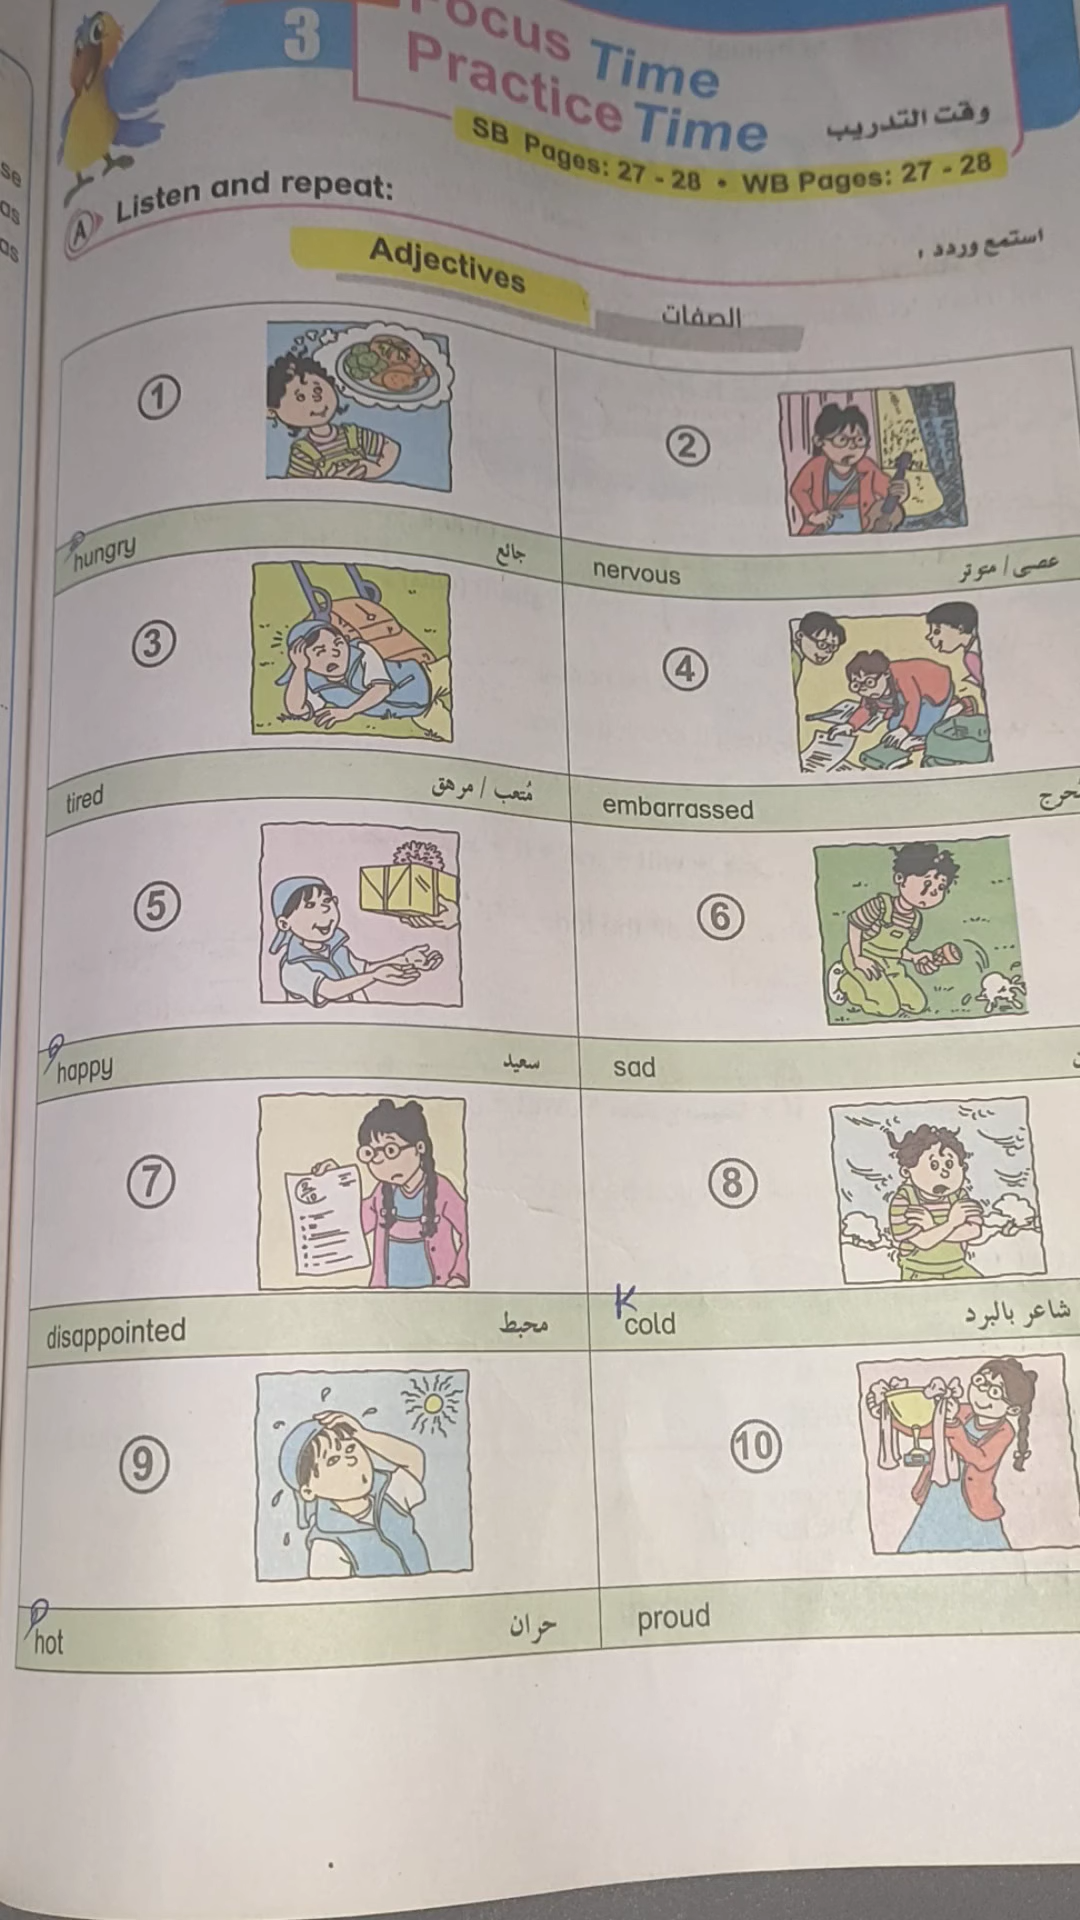 3
Focus Time
Practice Time
وقت التدريب
SB Pages: 27 - 28 • WB Pages: 27 - 28
A Listen and repeat:
استمع وردد :
Adjectives
الصفات
1
2
hungry جائع
nervous عصبى / متوتر
3
4
tired مُتعب / مرهق
embarrassed
5
6
happy سعيد
sad
7
8
disappointed محبط
K
cold شاعر بالبرد
9
10
hot حران
proud